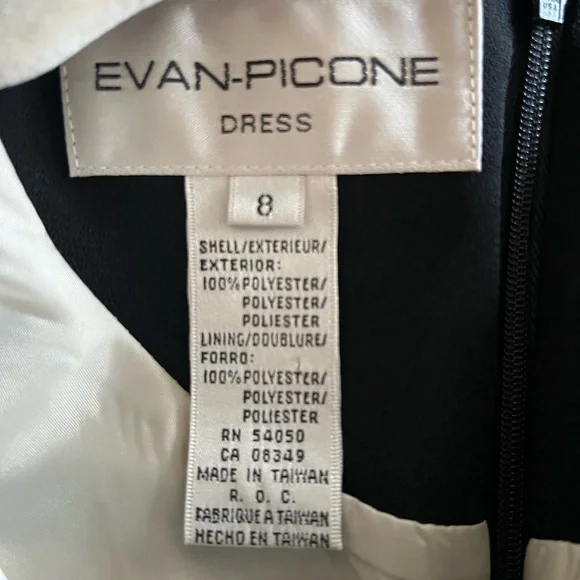 EVAN-PICONE
DRESS
8
SHELL/EXTERIEUR/
EXTERIOR:
100%POLYESTER/
POLYESTER/
POLIESTER
LINING/DOUBLURE/
FORRO:
100%POLYESTER/
POLYESTER/
POLIESTER
RN 54050
CA 08349
MADE IN TAIWAN
R. O. C.
FABRIQUE A TAIWAN
HECHO EN TAIWAN